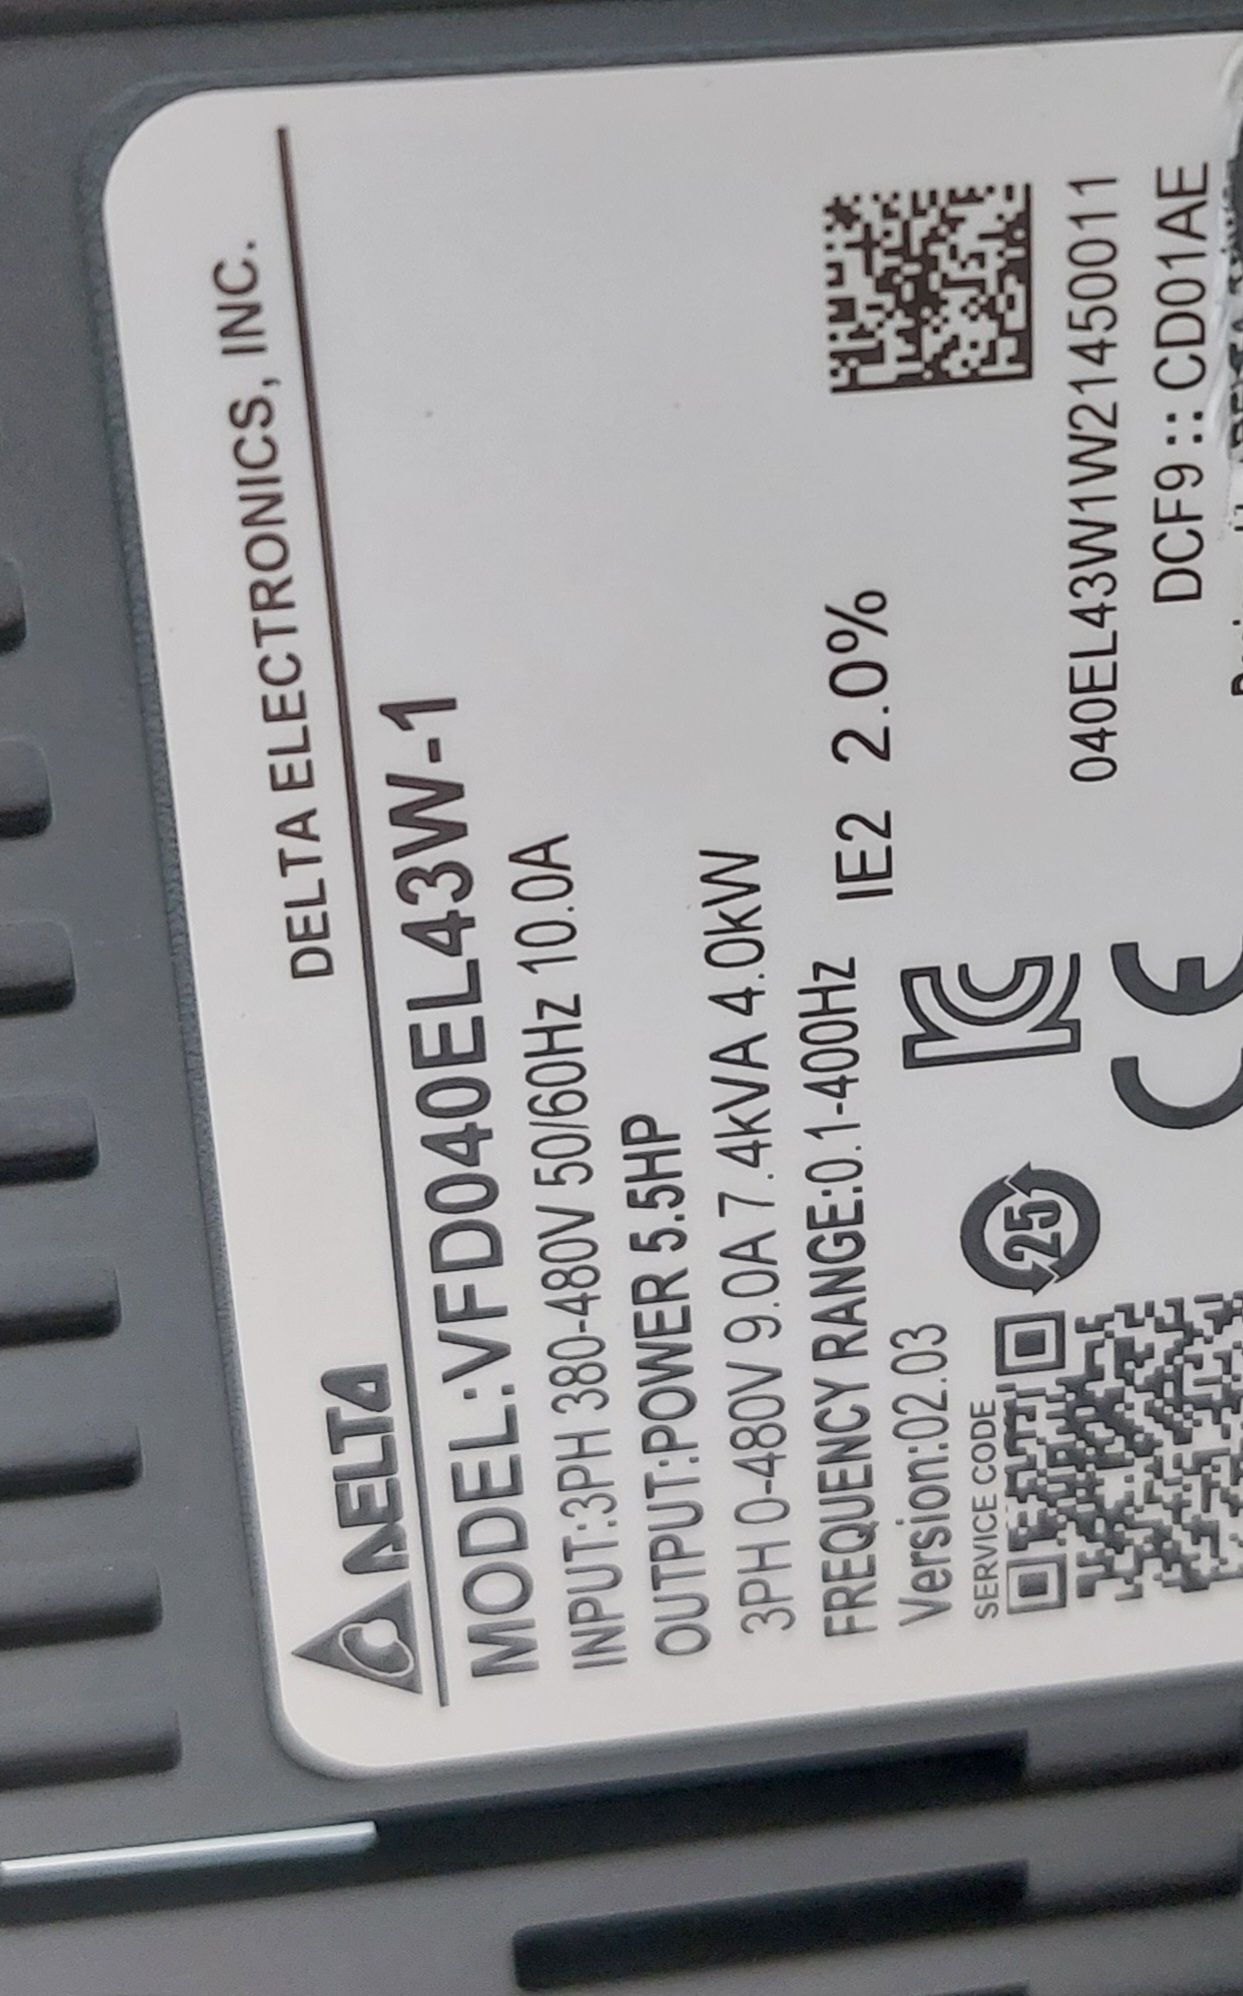 DELTA
DELTA ELECTRONICS, INC.
MODEL:VFD040EL43W-1
INPUT:3PH 380-480V 50/60Hz 10.0A
OUTPUT:POWER 5.5HP
3PH 0-480V 9.0A 7.4kVA 4.0kW
FREQUENCY RANGE:0.1-400Hz IE2 2.0%
Version:02.03
SERVICE CODE
25
040EL43W1W21450011
DCF9 :: CD01AE
CE